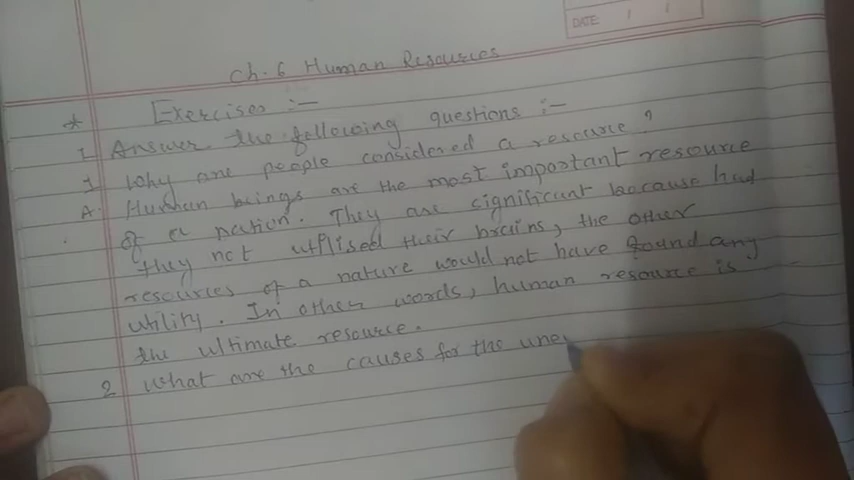 DATE: / /
Ch. 6 Human Resources
* Exercises :-
I Answer the following questions :-
1 Why are people considered a resource?
A. Human beings are the most important resource
of a nation. They are significant because had
they not utilised their brains, the other
resources of a nature would not have found any
utility. In other words, human resource is
the ultimate resource.
2 What are the causes for the une